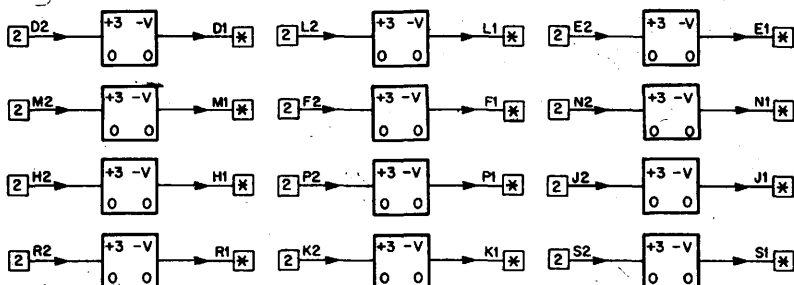 +3 -V +3 -V +3 -V
2 D2 D1 * 2 L2 L1 * 2 E2 E1 *
0 0 0 0 0 0
+3 -V +3 -V +3 -V
2 M2 M1 * 2 F2 F1 * 2 N2 N1 *
0 0 0 0 0 0
+3 -V +3 -V +3 -V
2 H2 H1 * 2 P2 P1 * 2 J2 J1 *
0 0 0 0 0 0
+3 -V +3 -V +3 -V
2 R2 R1 * 2 K2 K1 * 2 S2 S1 *
0 0 0 0 0 0